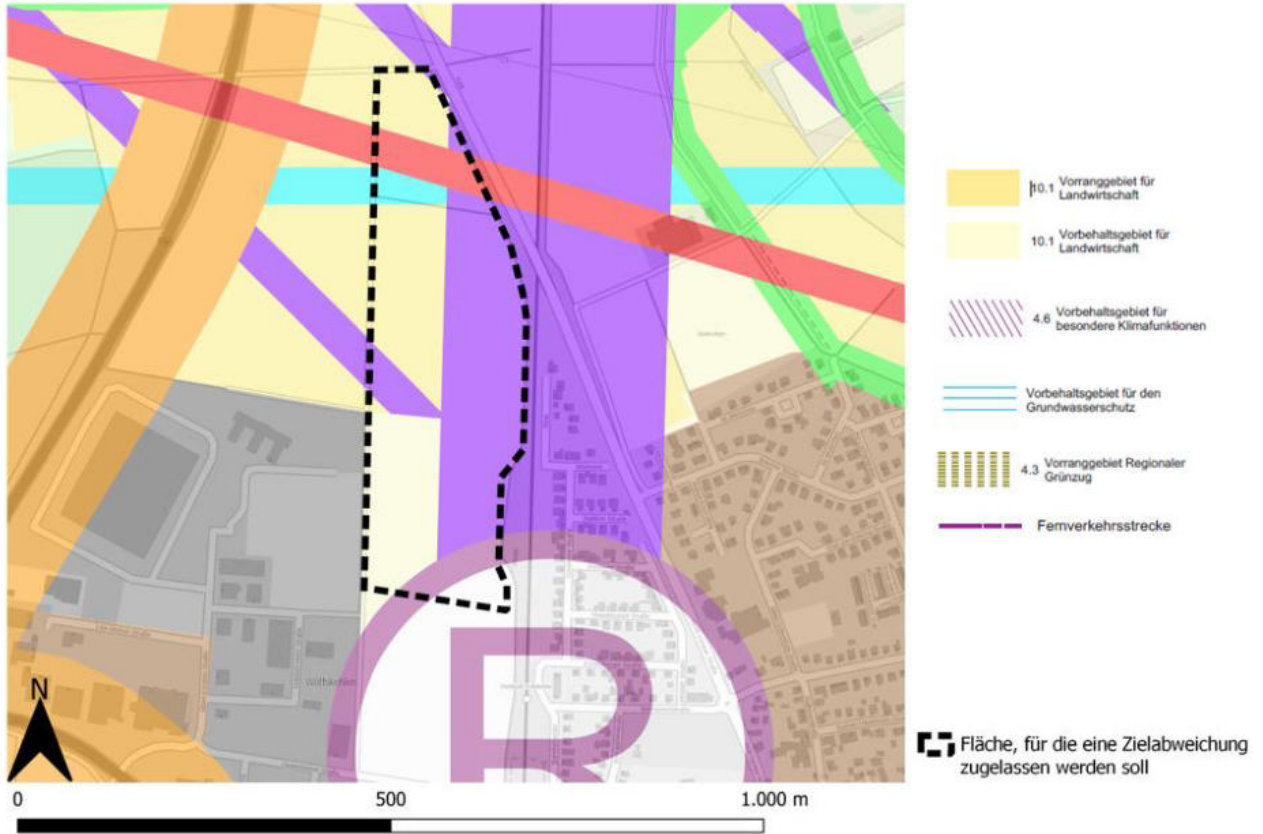 10.1 Vorranggebiet für
Landwirtschaft
10.1 Vorbehaltsgebiet für
Landwirtschaft
4.6 Vorbehaltsgebiet für
besondere Klimafunktionen
Vorbehaltsgebiet für den
Grundwasserschutz
4.3 Vorranggebiet Regionaler
Grünzug
Fernverkehrsstrecke
Wolfhäuhlen
R
N
Fläche, für die eine Zielabweichung
zugelassen werden soll
0 500 1.000 m